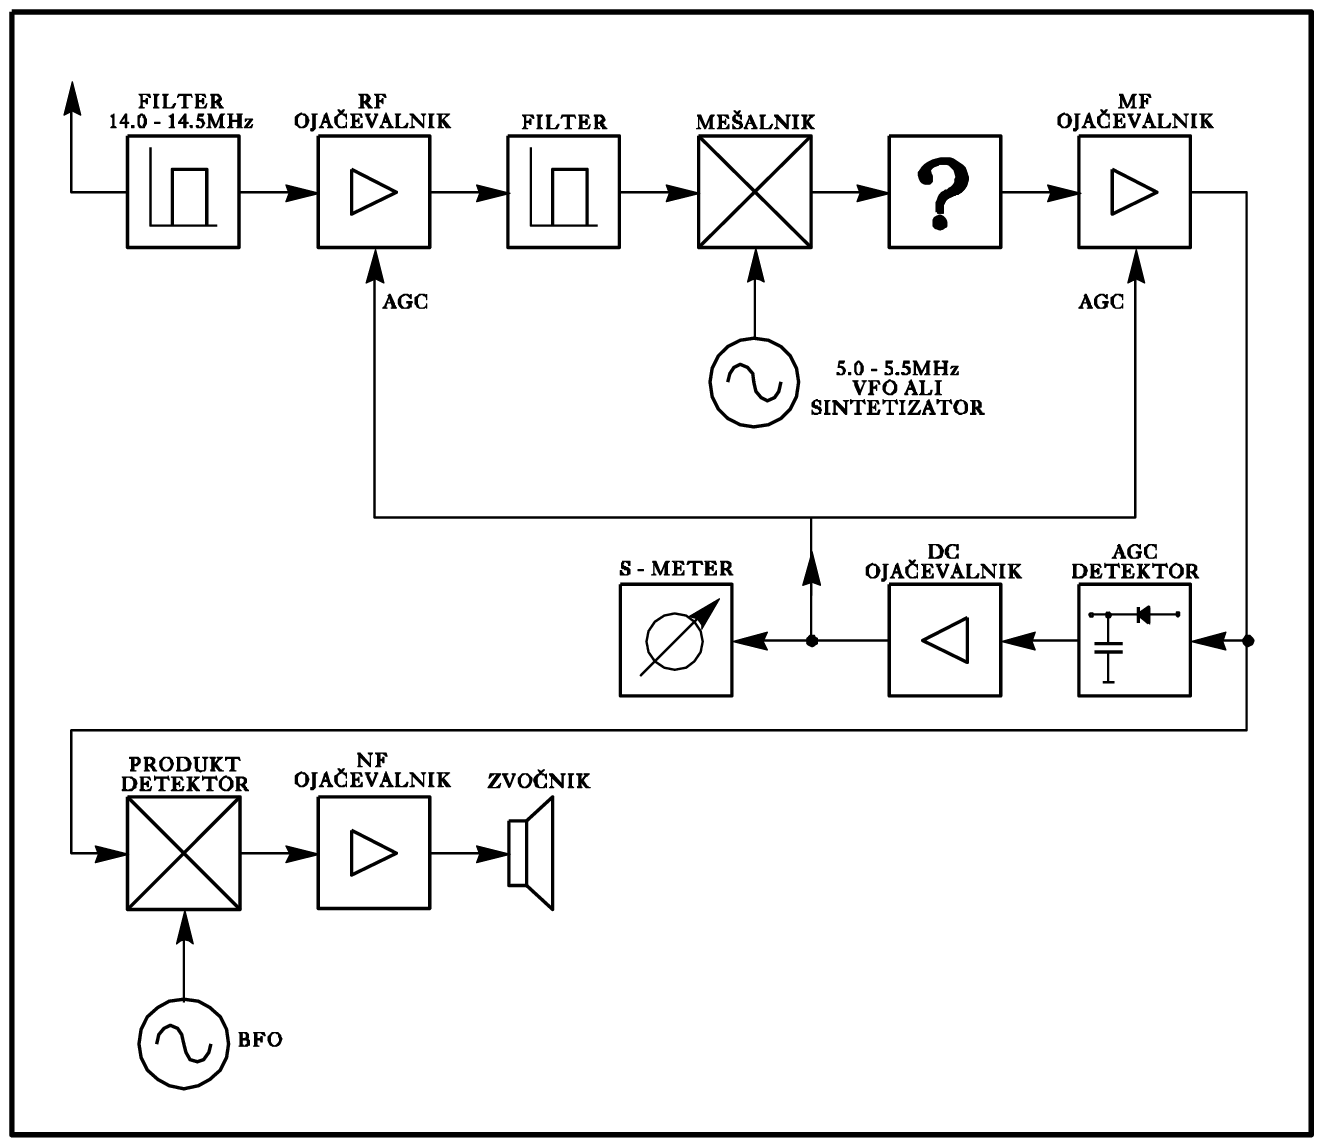 FILTER
14.0 - 14.5MHz
RF
OJAČEVALNIK
FILTER
MEŠALNIK
?
MF
OJAČEVALNIK
AGC
AGC
5.0 - 5.5MHz
VFO ALI
SINTETIZATOR
S - METER
DC
OJAČEVALNIK
AGC
DETEKTOR
PRODUKT
DETEKTOR
NF
OJAČEVALNIK
ZVOČNIK
BFO